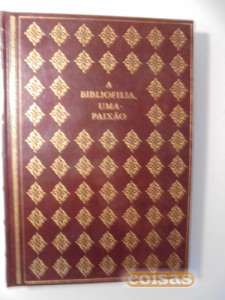 A
BIBLIOFILIA,
UMA
PAIXÃO
coisas